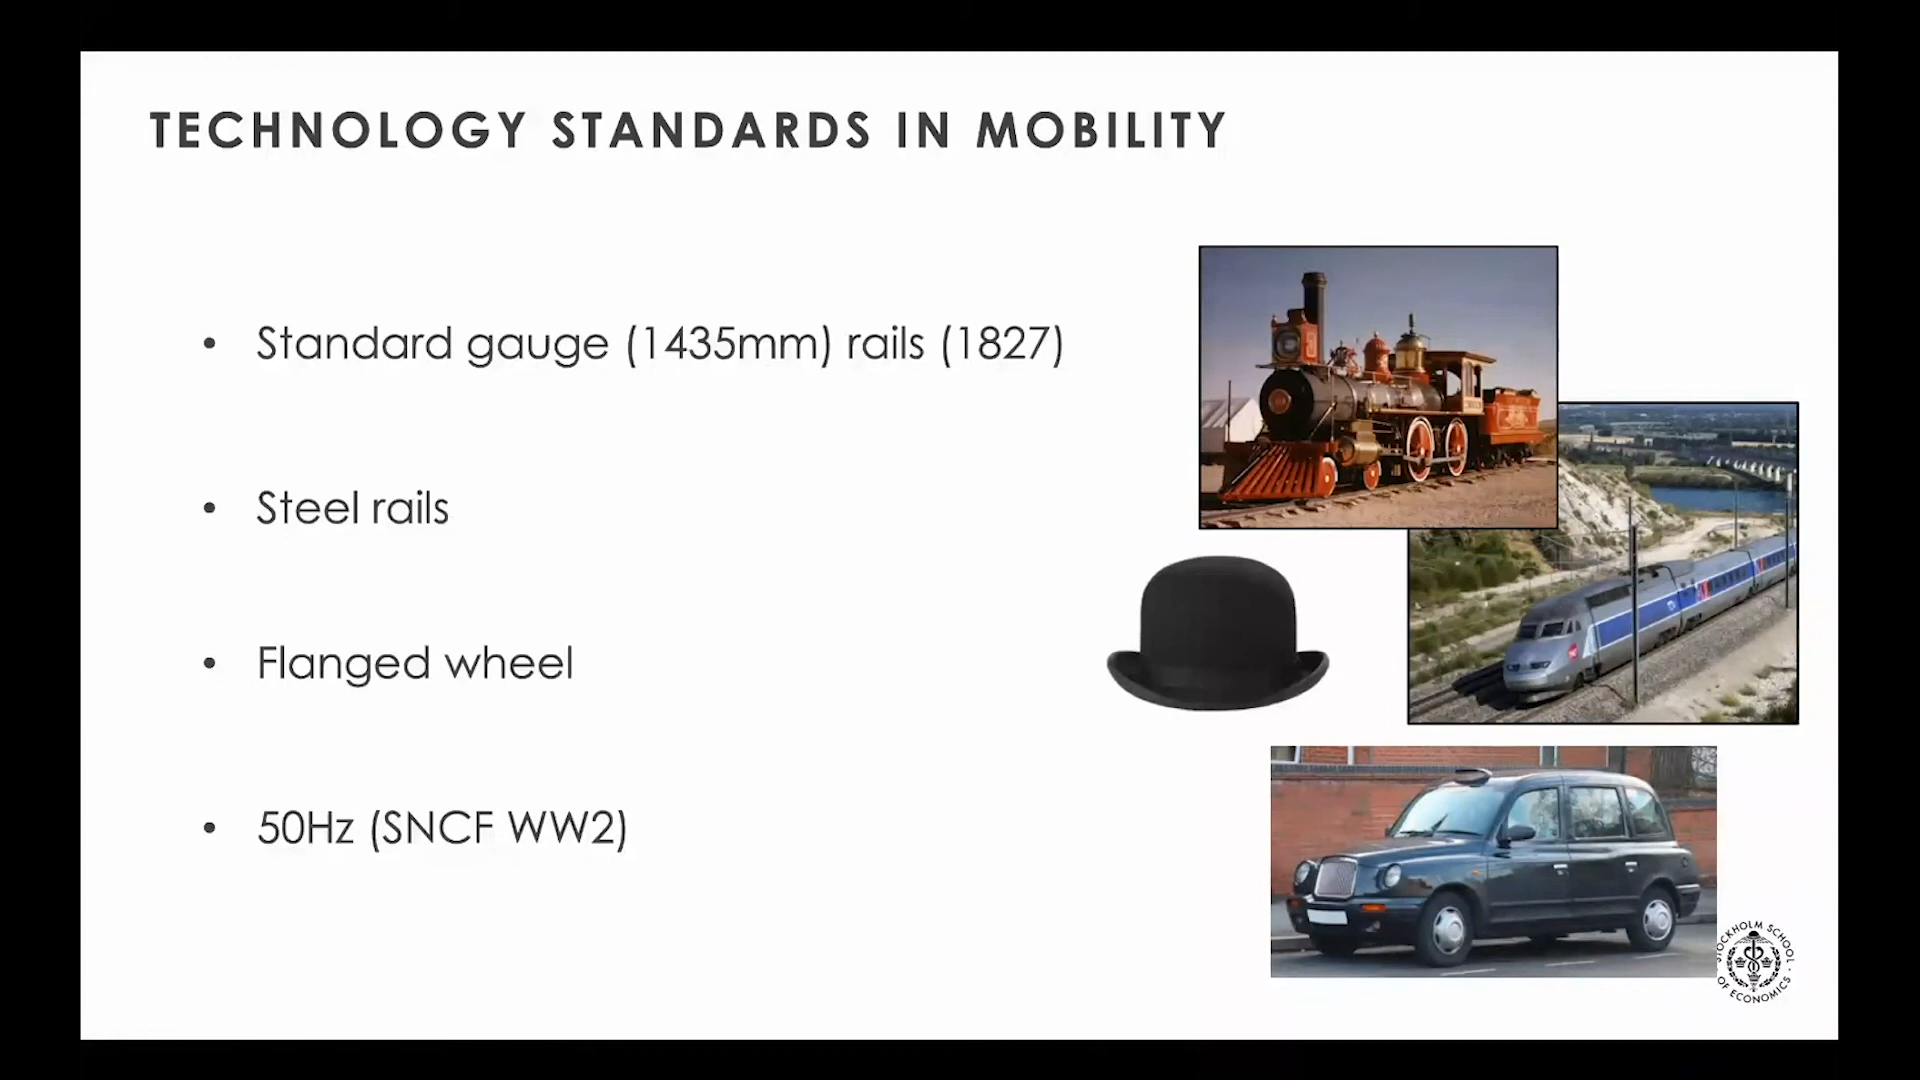 TECHNOLOGY STANDARDS IN MOBILITY
• Standard gauge (1435mm) rails (1827)
• Steel rails
• Flanged wheel
• 50Hz (SNCF WW2)
STOCKHOLM SCHOOL
OF ECONOMICS